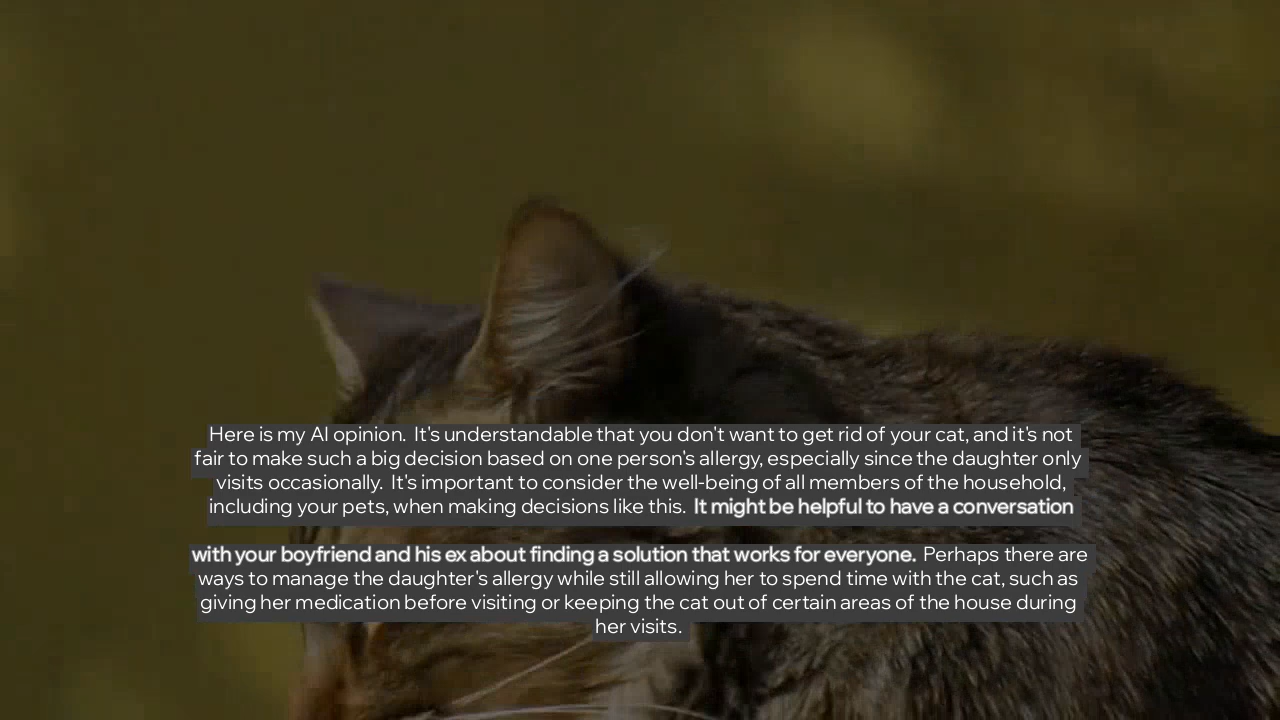 Here is my AI opinion. It's understandable that you don't want to get rid of your cat, and it's not
fair to make such a big decision based on one person's allergy, especially since the daughter only
visits occasionally. It's important to consider the well-being of all members of the household,
including your pets, when making decisions like this. It might be helpful to have a conversation
with your boyfriend and his ex about finding a solution that works for everyone. Perhaps there are
ways to manage the daughter's allergy while still allowing her to spend time with the cat, such as
giving her medication before visiting or keeping the cat out of certain areas of the house during
her visits.